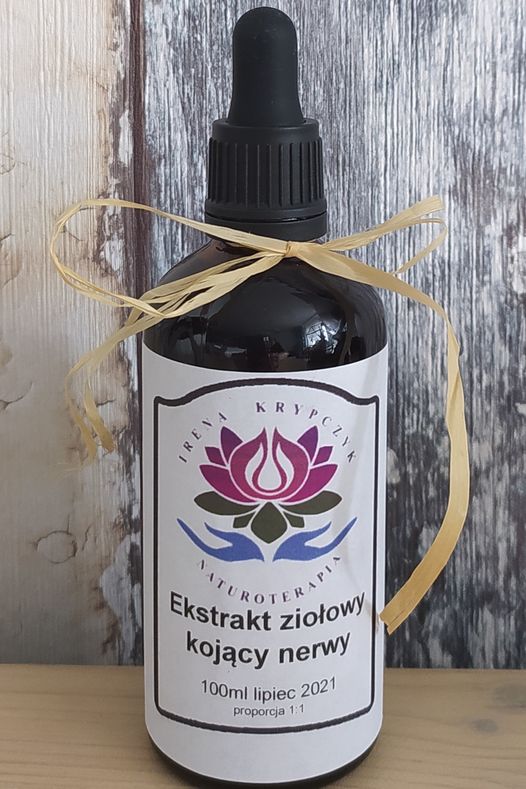 IRENA KRYPCZYK
NATUROTERAPIA
Ekstrakt ziołowy
kojący nerwy
100ml lipiec 2021
proporcja 1:1